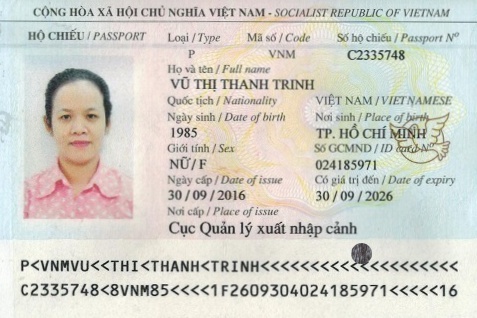 CỘNG HÒA XÃ HỘI CHỦ NGHĨA VIỆT NAM - SOCIALIST REPUBLIC OF VIETNAM
HỘ CHIẾU / PASSPORT Loại / Type Mã số / Code Số hộ chiếu / Passport Nº
P VNM C2335748
Họ và tên / Full name
VŨ THỊ THANH TRINH
Quốc tịch / Nationality VIỆT NAM / VIETNAMESE
Ngày sinh / Date of birth Nơi sinh / Place of birth
1985 TP. HỒ CHÍ MINH
Giới tính / Sex Số GCMND / ID card Nº
NỮ / F 024185971
Ngày cấp / Date of issue Có giá trị đến / Date of expiry
30 / 09 / 2016 30 / 09 / 2026
Nơi cấp / Place of issue
Cục Quản lý xuất nhập cảnh
P<VNMVU<<THI<THANH<TRINH<<<<<<<<<<<<<<<<<<<<
C2335748<8VNM85<<<<1F2609304024185971<<<<<16